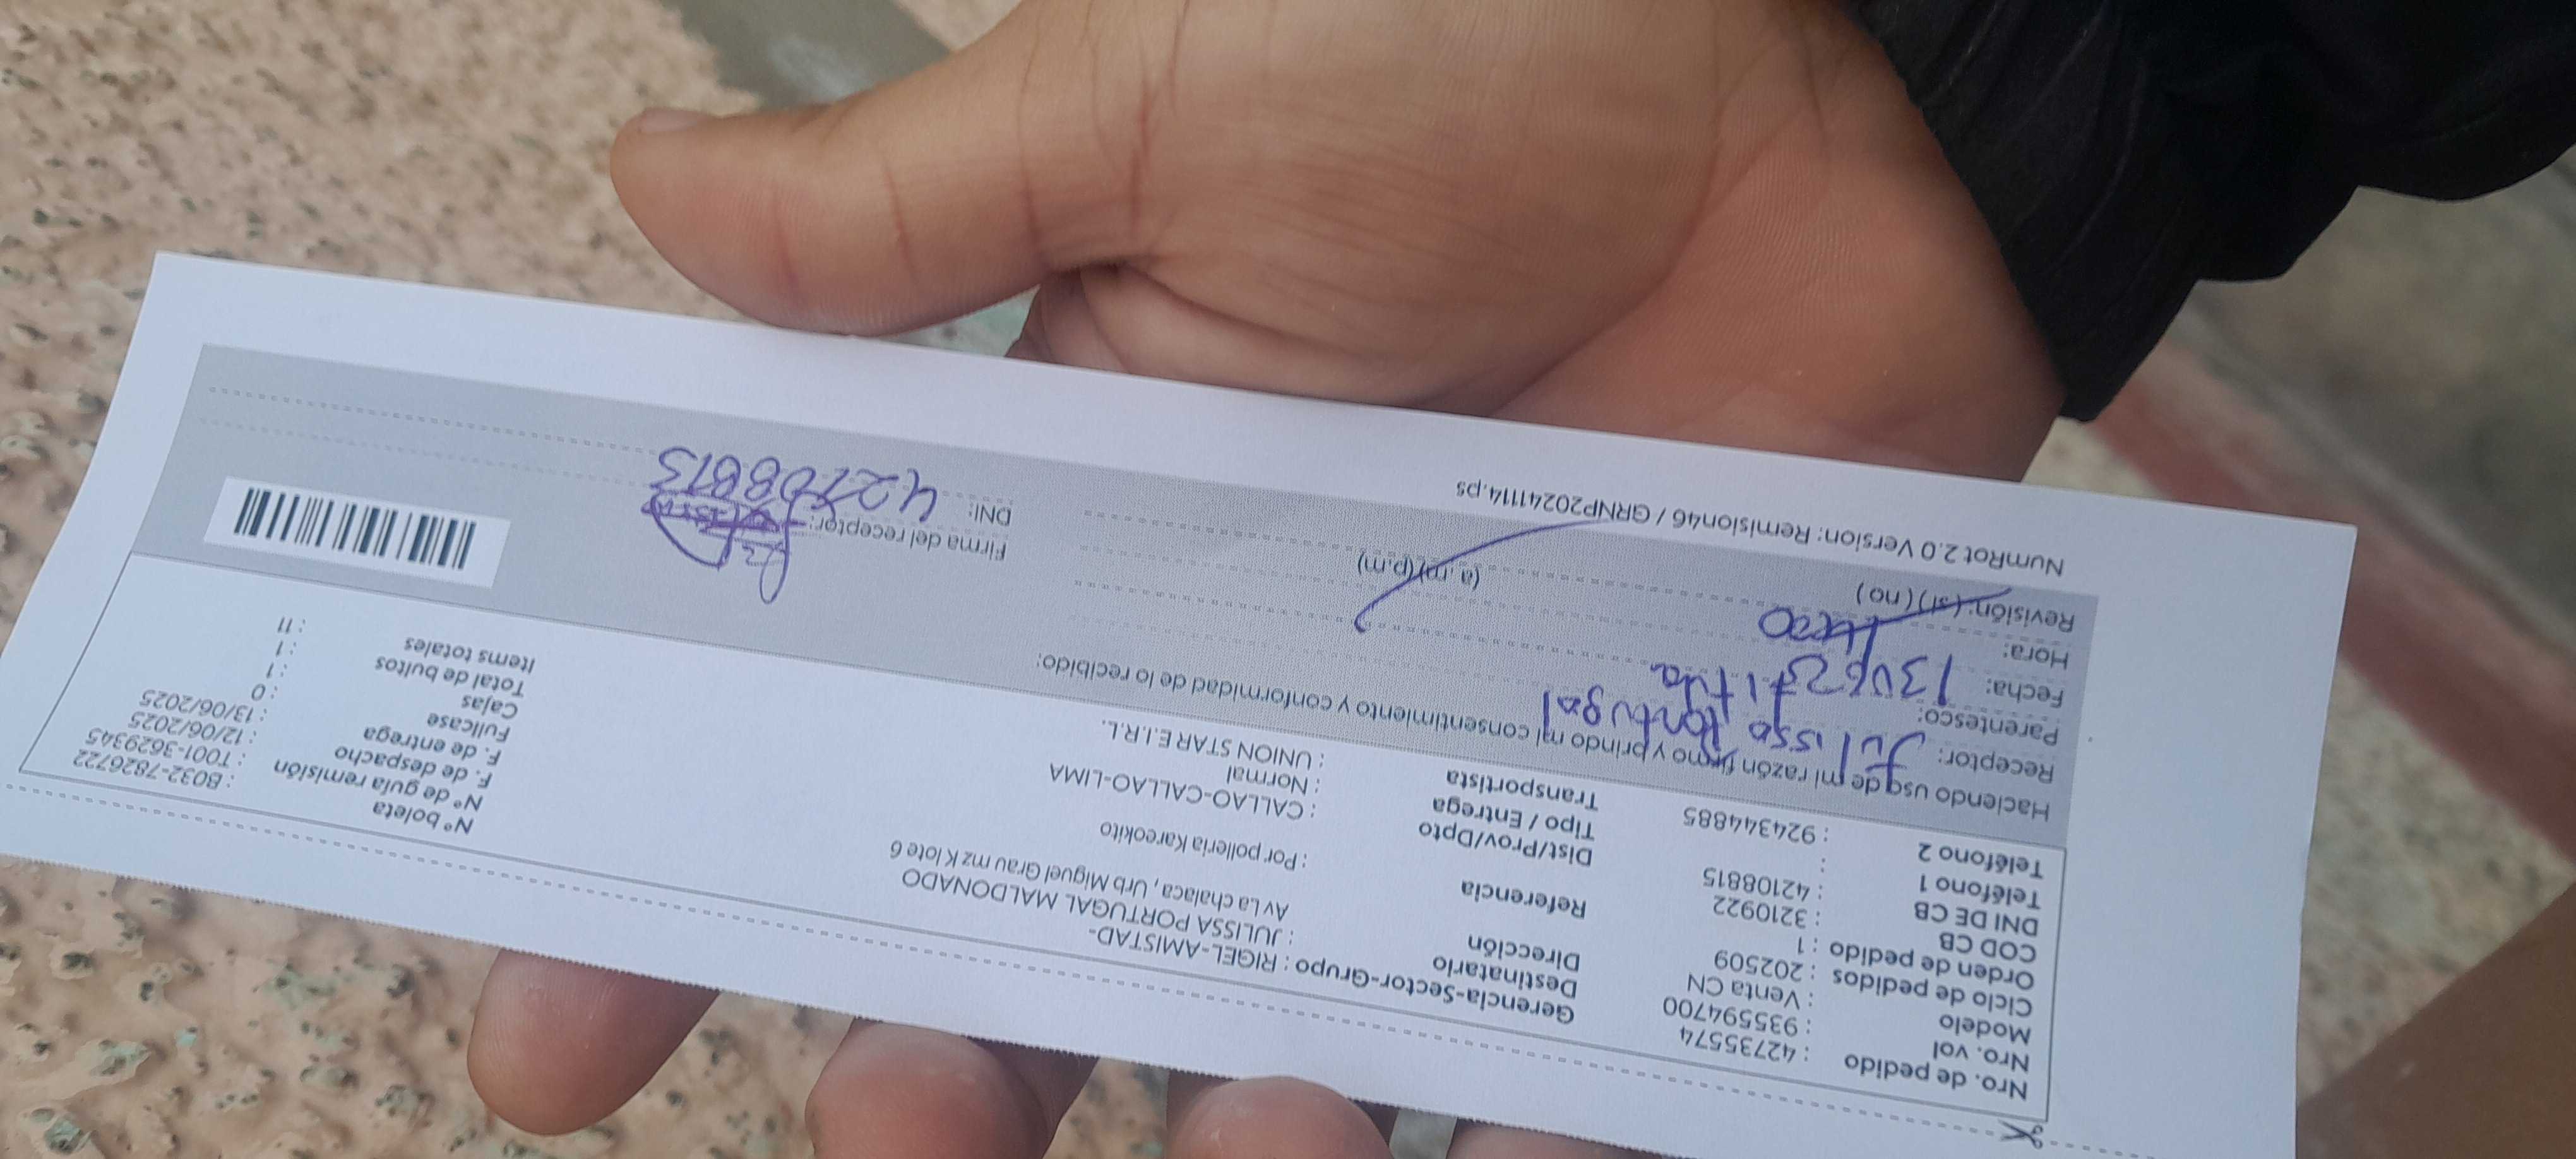 Nro. de pedido : 42735574
Nro. vol : 935594700
Modelo : Venta CN
Ciclo de pedidos : 202509
Orden de pedido : 1
COD CB : 3210922
DNI DE CB : 42108815
Teléfono 1 :
Teléfono 2 : 924344885
Gerencia-Sector-Grupo : RIGEL-AMISTAD-
Destinatario : JULISSA PORTUGAL MALDONADO
Dirección Av La chalaca, Urb Miguel Grau mz K lote 6
Referencia : Por polleria Kareokito
Dist/Prov/Dpto : CALLAO-CALLAO-LIMA
Tipo / Entrega : Normal
Transportista : UNION STAR E.I.R.L.
Nº boleta : B032-7826722
Nº de guía remisión : T001-3629345
F. de despacho : 12/06/2025
F. de entrega : 13/06/2025
Fullcase : 0
Cajas : 1
Total de bultos : 1
Items totales : 11
Haciendo uso de mi razón firmo y brindo mi consentimiento y conformidad de lo recibido:
Receptor: Julissa Portugal
Parentesco: titular
Fecha: 130625
Hora: (a.m)(p.m)
Revisión: (si) (no)
Firma del receptor:
DNI:
NumRot 2.0 Version: Remision46 / GRNP20241114.ps